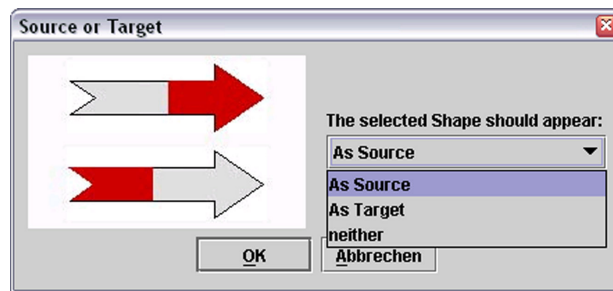 Source or Target
The selected Shape should appear:
As Source
As Source
As Target
neither
OK
Abbrechen